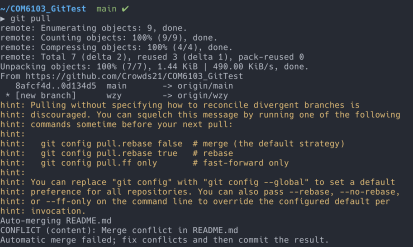 ~/COM6103_GitTest main ✔
▶ git pull
remote: Enumerating objects: 9, done.
remote: Counting objects: 100% (9/9), done.
remote: Compressing objects: 100% (4/4), done.
remote: Total 7 (delta 2), reused 3 (delta 1), pack-reused 0
Unpacking objects: 100% (7/7), 1.44 KiB | 490.00 KiB/s, done.
From https://github.com/Crowds21/COM6103_GitTest
   8afcf4d..0d134d5  main       -> origin/main
 * [new branch]      wzy        -> origin/wzy
hint: Pulling without specifying how to reconcile divergent branches is
hint: discouraged. You can squelch this message by running one of the following
hint: commands sometime before your next pull:
hint:
hint:   git config pull.rebase false  # merge (the default strategy)
hint:   git config pull.rebase true   # rebase
hint:   git config pull.ff only       # fast-forward only
hint:
hint: You can replace "git config" with "git config --global" to set a default
hint: preference for all repositories. You can also pass --rebase, --no-rebase,
hint: or --ff-only on the command line to override the configured default per
hint: invocation.
Auto-merging README.md
CONFLICT (content): Merge conflict in README.md
Automatic merge failed; fix conflicts and then commit the result.